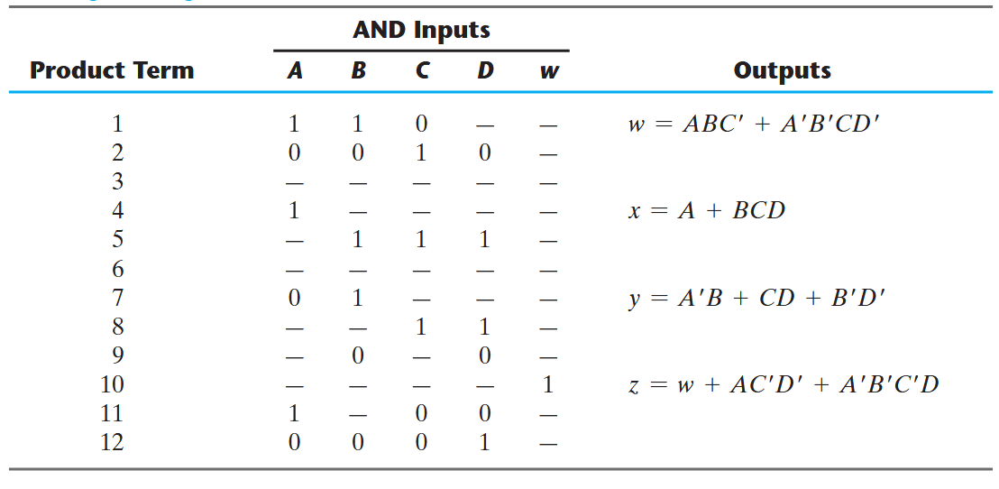 AND Inputs
Product Term A B C D w Outputs
1 1 1 0 — — w = ABC′ + A′B′CD′
2 0 0 1 0 —
3 — — — — —
4 1 — — — — x = A + BCD
5 — 1 1 1 —
6 — — — — —
7 0 1 — — — y = A′B + CD + B′D′
8 — — 1 1 —
9 — 0 — 0 —
10 — — — — 1 z = w + AC′D′ + A′B′C′D
11 1 — 0 0 —
12 0 0 0 1 —